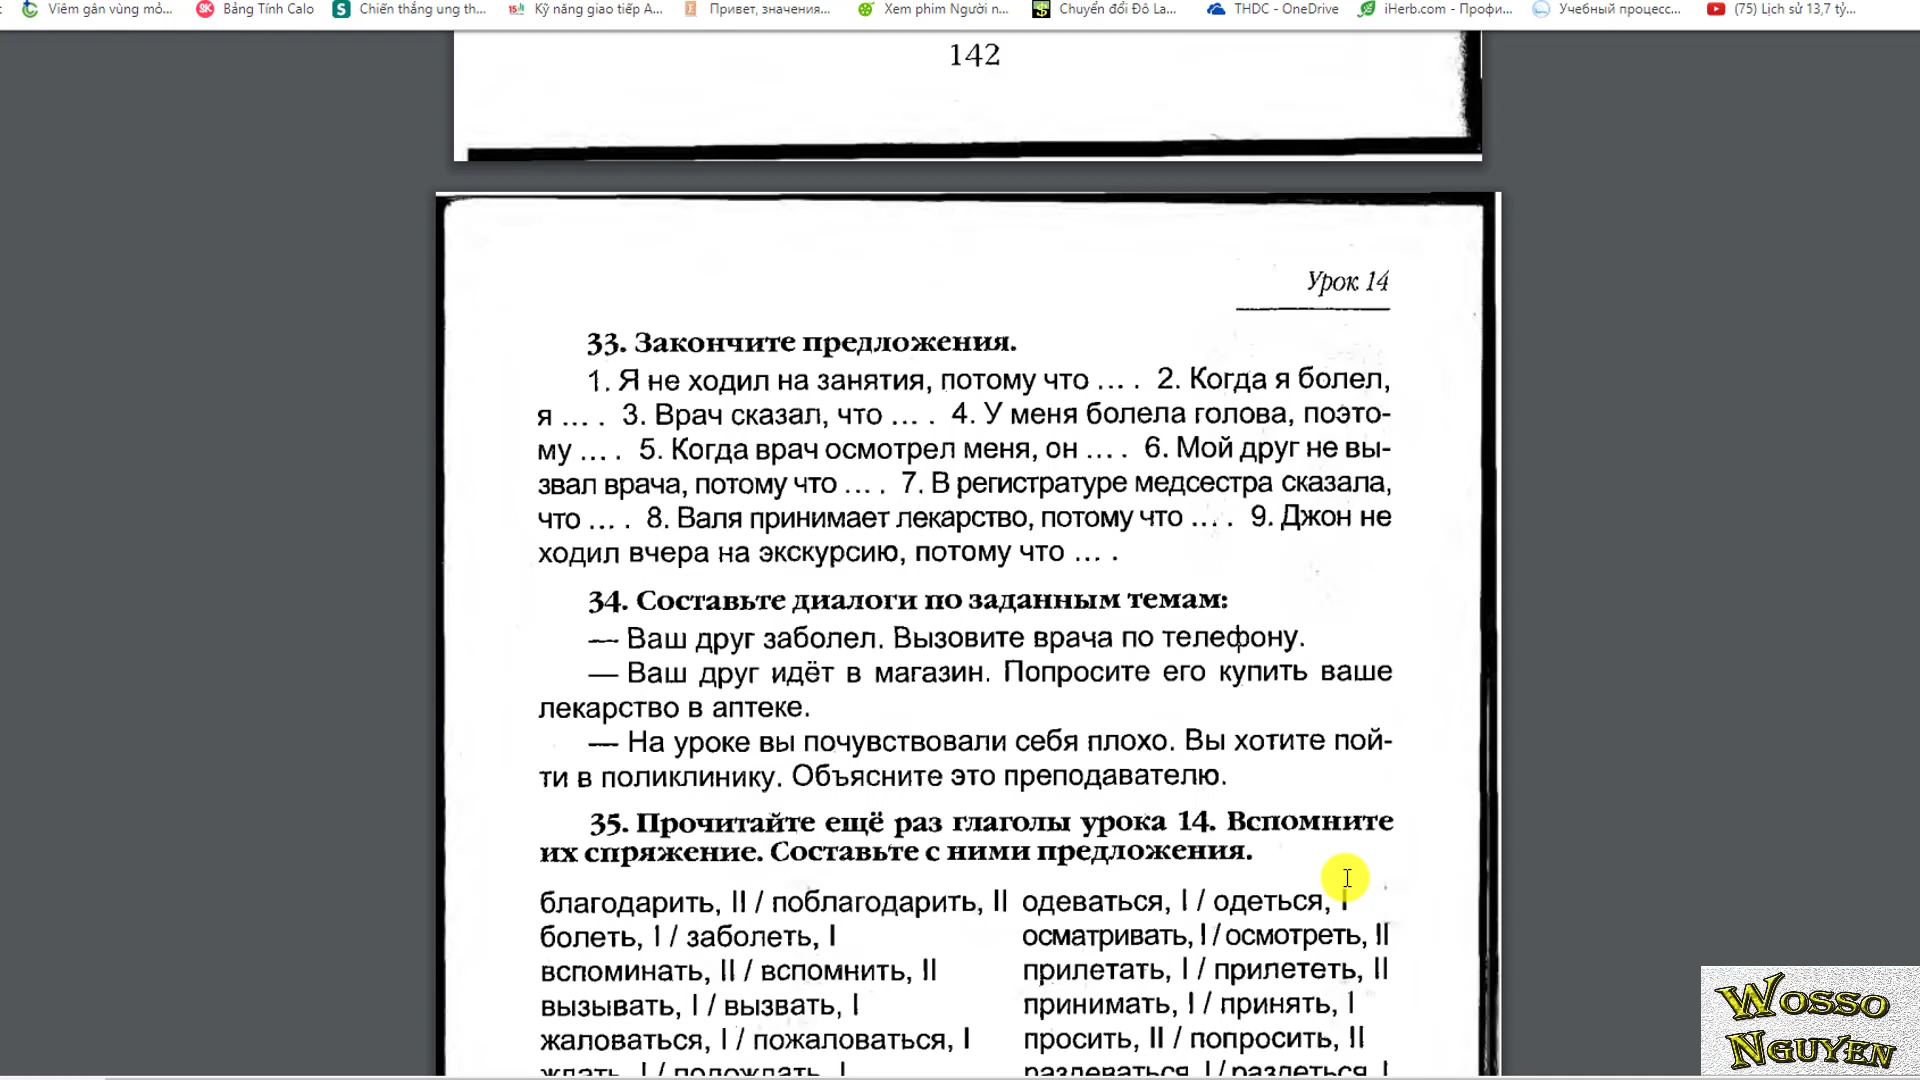 Viêm gân vùng mỏ...
SK Bảng Tính Calo
S Chiến thắng ung th...
Kỹ năng giao tiếp A...
Привет, значения...
Xem phim Người n...
$ Chuyển đổi Đô La...
THDC - OneDrive
iHerb.com - Профи...
Учебный процесс...
(75) Lịch sử 13,7 tỷ...
142
Урок 14
33. Закончите предложения.
1. Я не ходил на занятия, потому что ... . 2. Когда я болел,
я ... . 3. Врач сказал, что ... . 4. У меня болела голова, поэто-
му ... . 5. Когда врач осмотрел меня, он ... . 6. Мой друг не вы-
звал врача, потому что ... . 7. В регистратуре медсестра сказала,
что ... . 8. Валя принимает лекарство, потому что ... . 9. Джон не
ходил вчера на экскурсию, потому что ... .
34. Составьте диалоги по заданным темам:
— Ваш друг заболел. Вызовите врача по телефону.
— Ваш друг идёт в магазин. Попросите его купить ваше
лекарство в аптеке.
— На уроке вы почувствовали себя плохо. Вы хотите пой-
ти в поликлинику. Объясните это преподавателю.
35. Прочитайте ещё раз глаголы урока 14. Вспомните
их спряжение. Составьте с ними предложения.
благодарить, II / поблагодарить, II
болеть, I / заболеть, I
вспоминать, II / вспомнить, II
вызывать, I / вызвать, I
жаловаться, I / пожаловаться, I
ждать, I / подождать, I
одеваться, I / одеться, I
осматривать, I / осмотреть, II
прилетать, I / прилететь, II
принимать, I / принять, I
просить, II / попросить, II
раздеваться, I / раздеться, I
Wosso
Nguyen